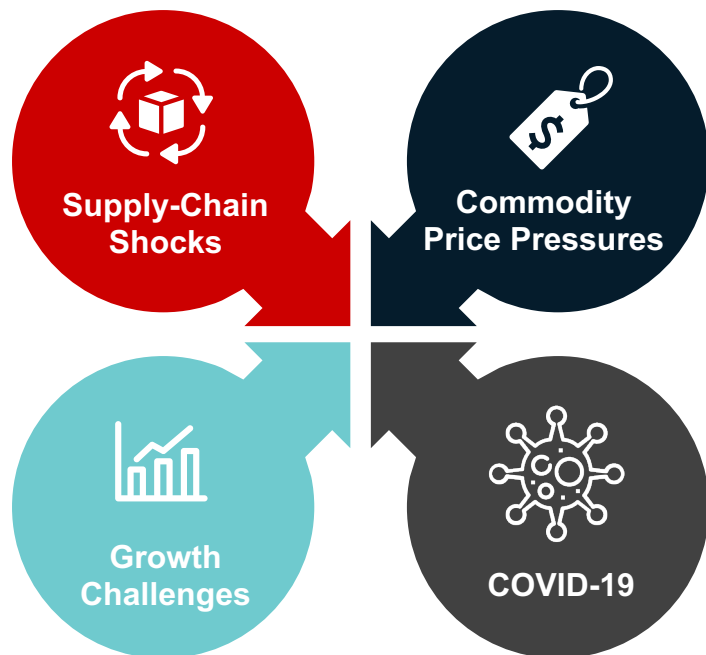 $
Supply-Chain
Shocks
Commodity
Price Pressures
Growth
Challenges
COVID-19